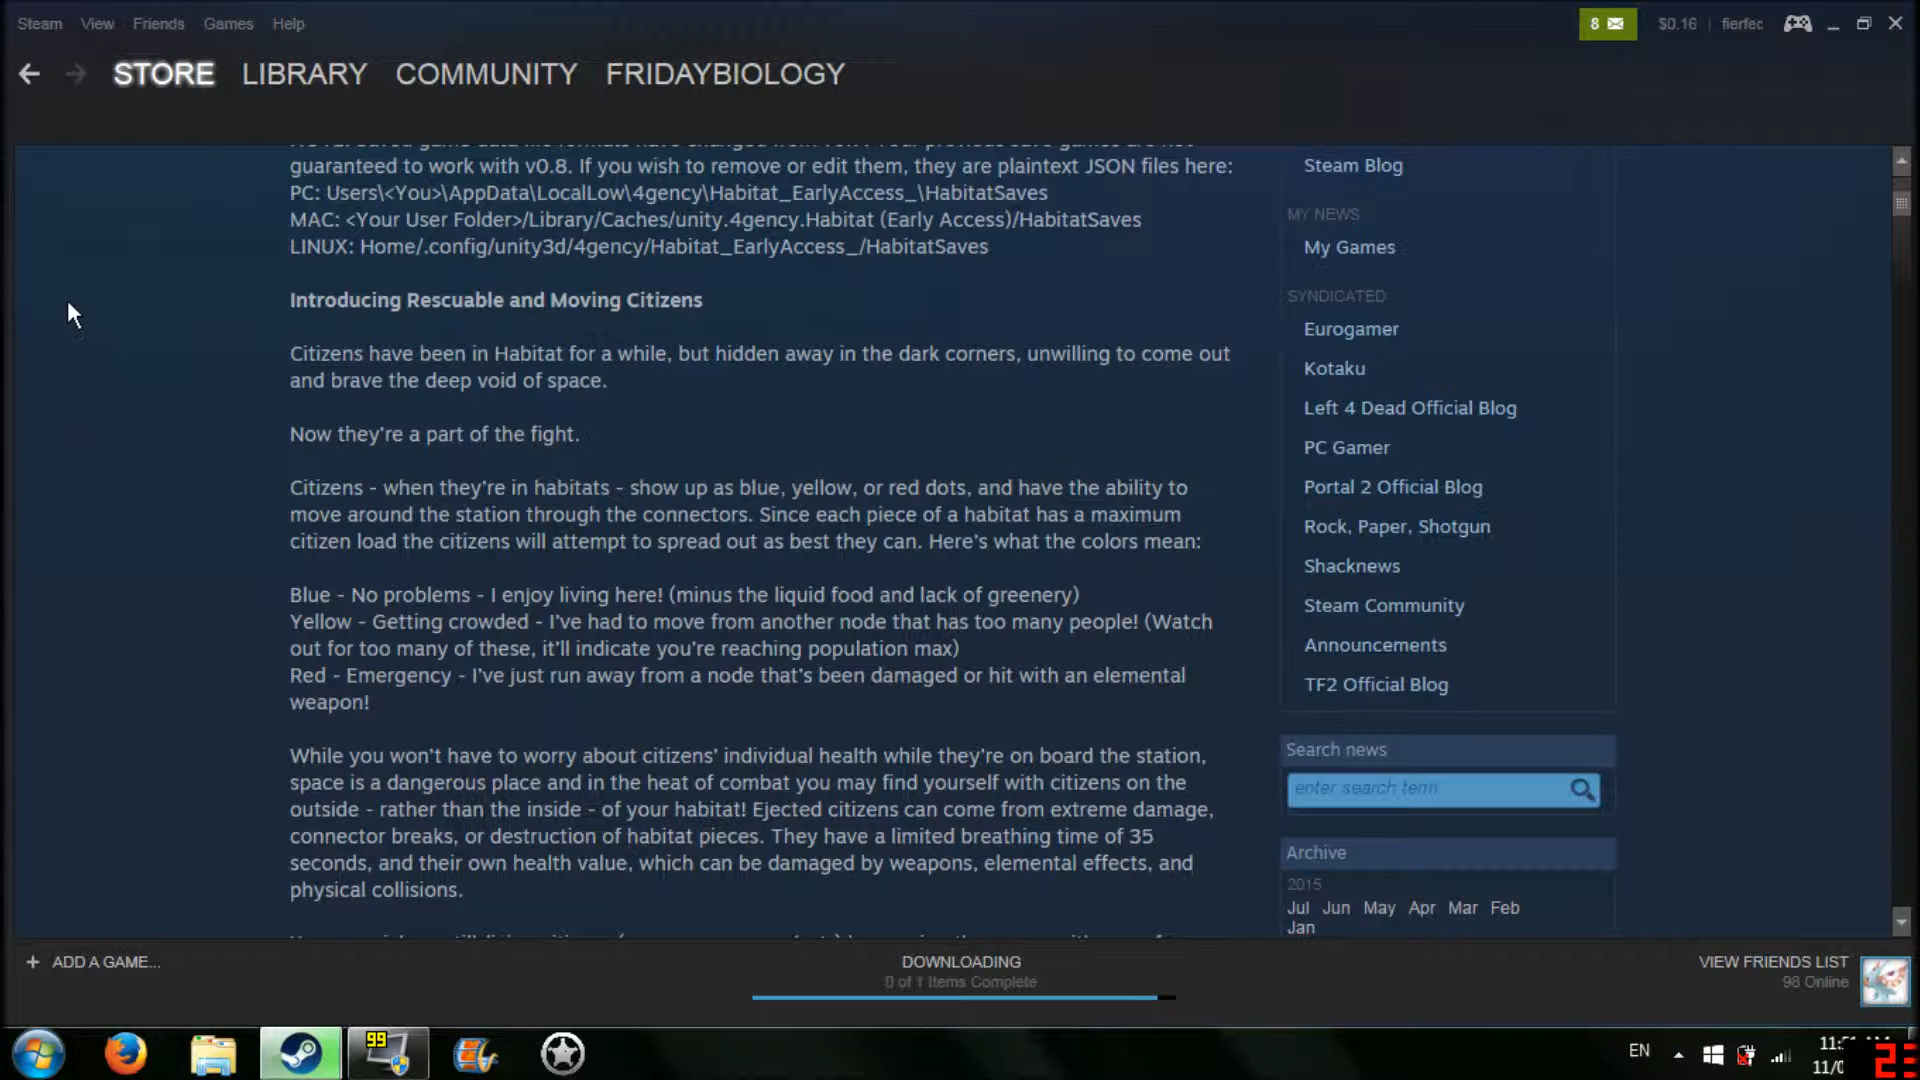 Steam View Friends Games Help
8 $0.16 fierfec
STORE LIBRARY COMMUNITY FRIDAYBIOLOGY
guaranteed to work with v0.8. If you wish to remove or edit them, they are plaintext JSON files here:
PC: Users\<You>\AppData\LocalLow\4gency\Habitat_EarlyAccess_\HabitatSaves
MAC: <Your User Folder>/Library/Caches/unity.4gency.Habitat (Early Access)/HabitatSaves
LINUX: Home/.config/unity3d/4gency/Habitat_EarlyAccess_/HabitatSaves
Introducing Rescuable and Moving Citizens
Citizens have been in Habitat for a while, but hidden away in the dark corners, unwilling to come out
and brave the deep void of space.
Now they're a part of the fight.
Citizens - when they're in habitats - show up as blue, yellow, or red dots, and have the ability to
move around the station through the connectors. Since each piece of a habitat has a maximum
citizen load the citizens will attempt to spread out as best they can. Here's what the colors mean:
Blue - No problems - I enjoy living here! (minus the liquid food and lack of greenery)
Yellow - Getting crowded - I've had to move from another node that has too many people! (Watch
out for too many of these, it'll indicate you're reaching population max)
Red - Emergency - I've just run away from a node that's been damaged or hit with an elemental
weapon!
While you won't have to worry about citizens' individual health while they're on board the station,
space is a dangerous place and in the heat of combat you may find yourself with citizens on the
outside - rather than the inside - of your habitat! Ejected citizens can come from extreme damage,
connector breaks, or destruction of habitat pieces. They have a limited breathing time of 35
seconds, and their own health value, which can be damaged by weapons, elemental effects, and
physical collisions.
Steam Blog
MY NEWS
My Games
SYNDICATED
Eurogamer
Kotaku
Left 4 Dead Official Blog
PC Gamer
Portal 2 Official Blog
Rock, Paper, Shotgun
Shacknews
Steam Community
Announcements
TF2 Official Blog
Search news
enter search term
Archive
2015
Jul Jun May Apr Mar Feb
Jan
+ ADD A GAME...
DOWNLOADING
0 of 1 Items Complete
VIEW FRIENDS LIST
98 Online
99
EN